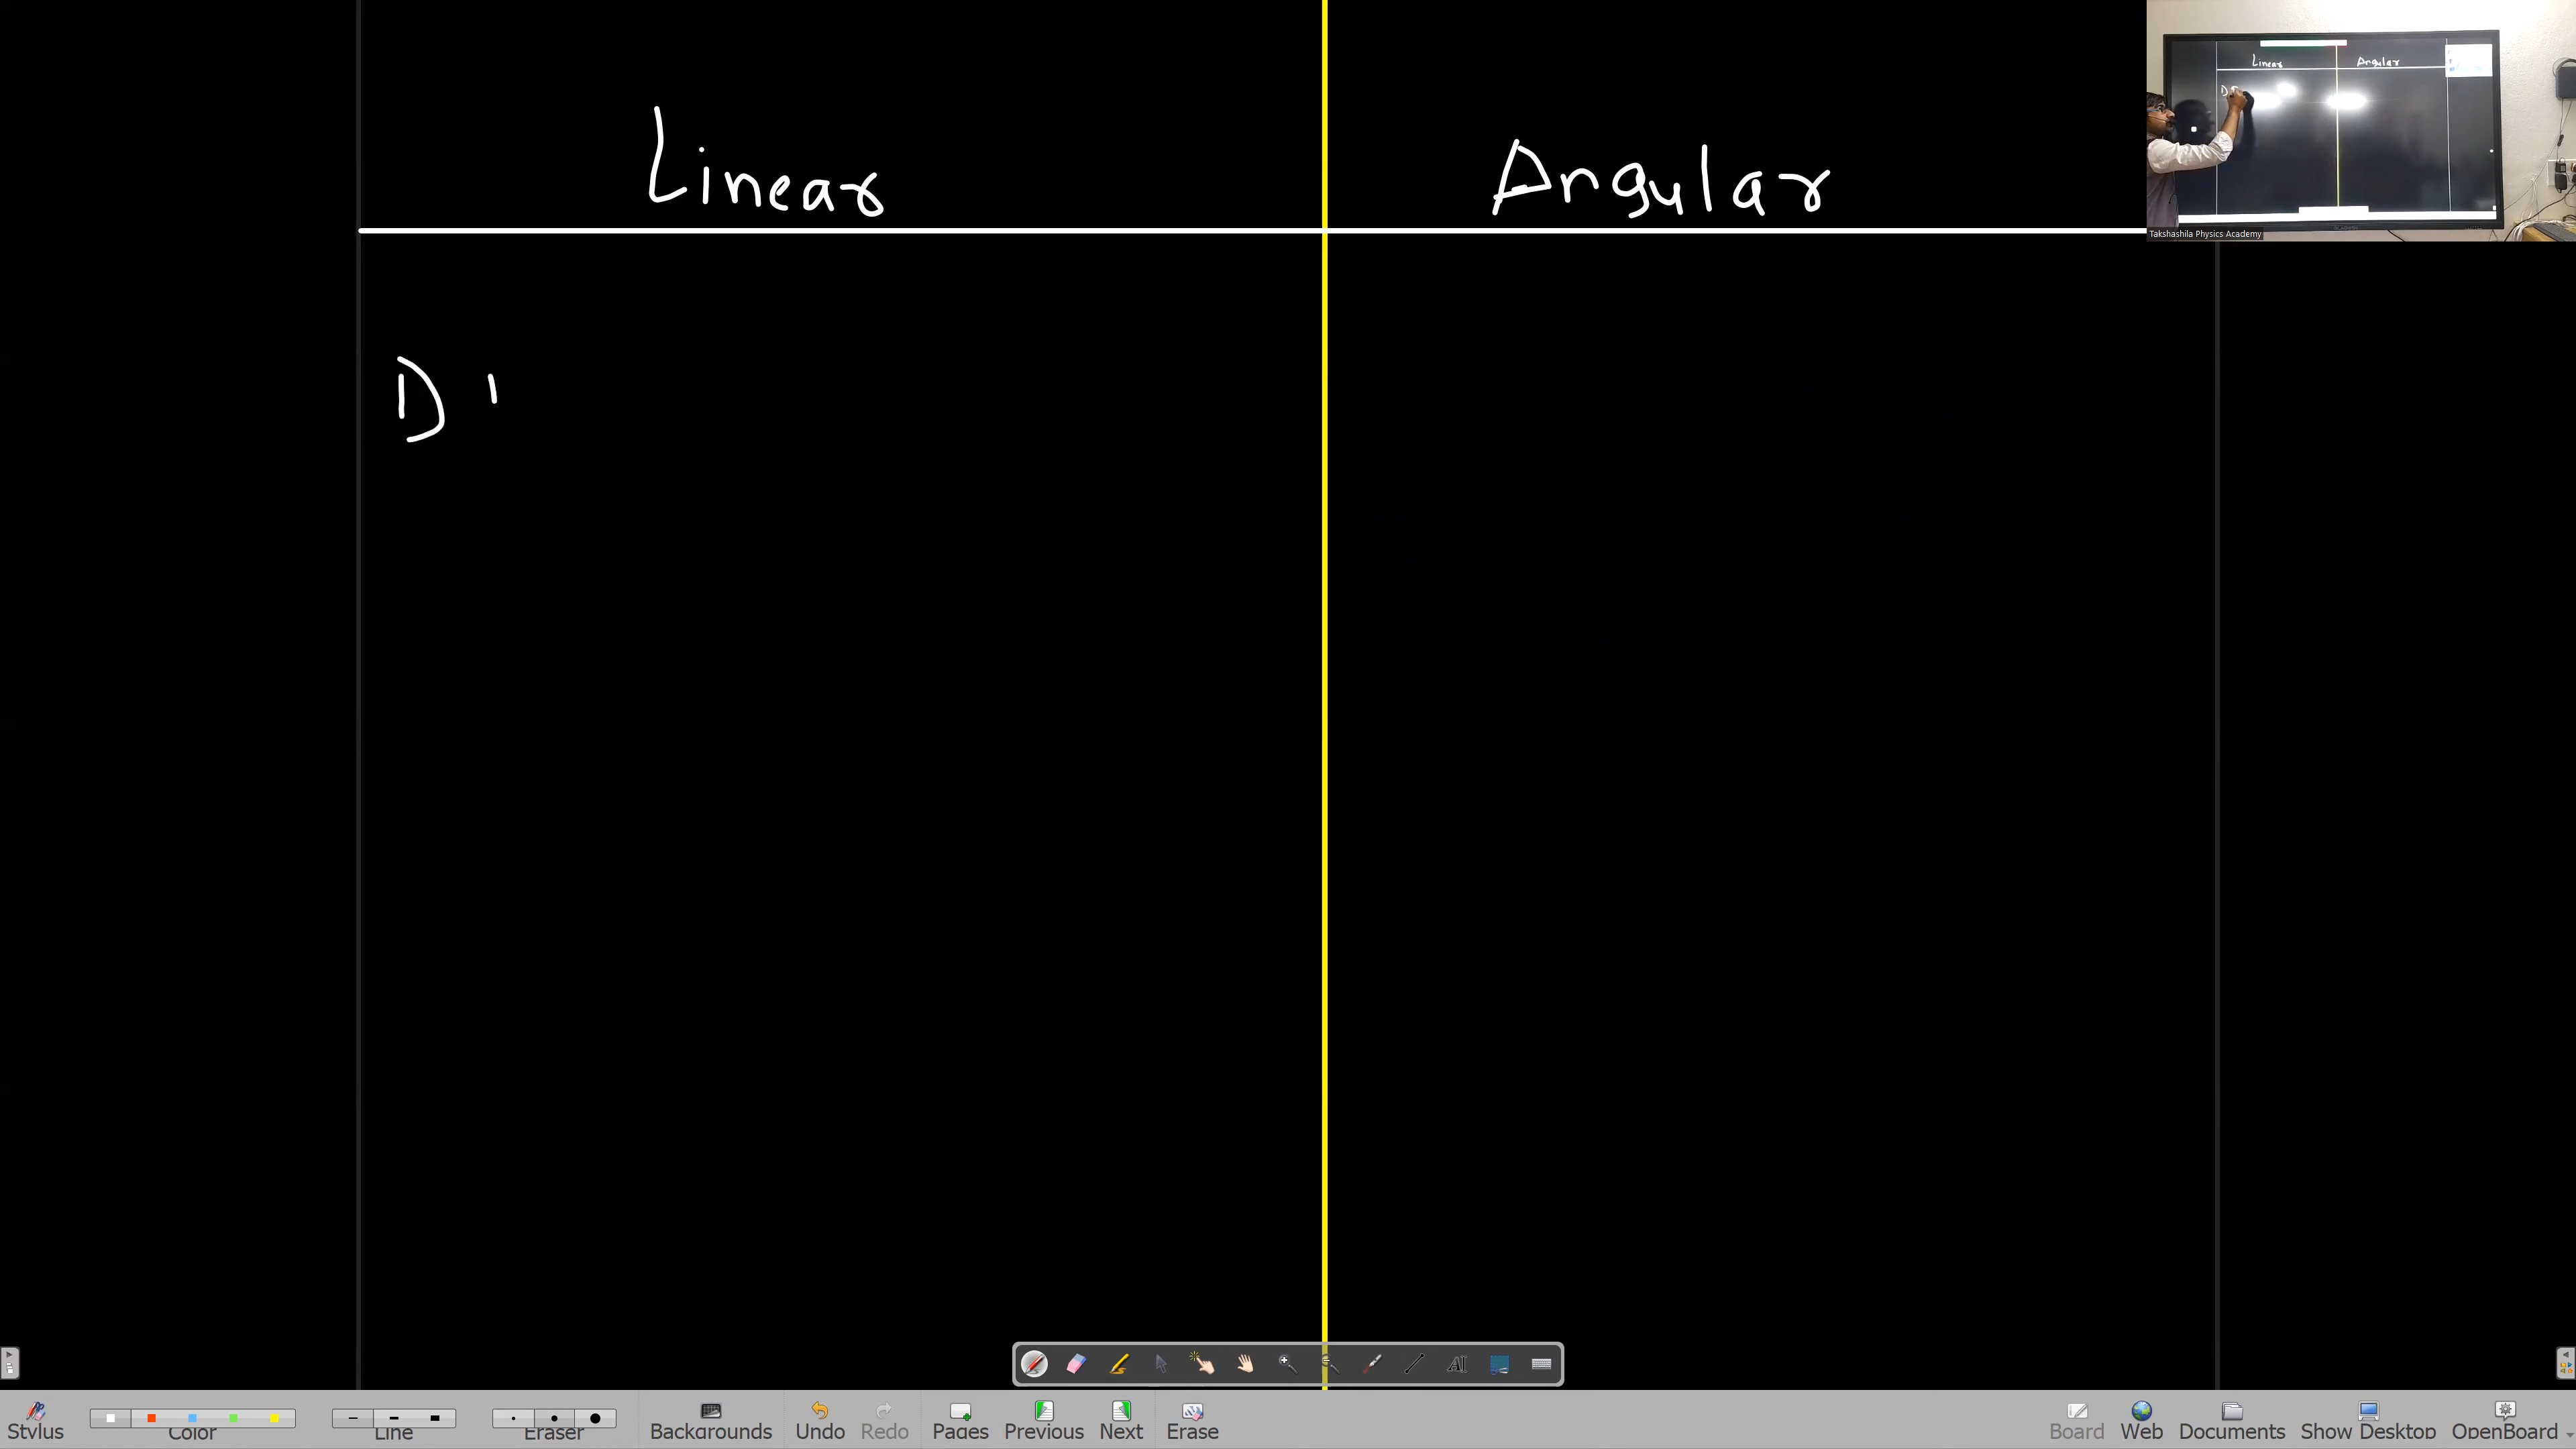 Linear Angular
Takshashila Physics Academy
D i
Stylus Color Line Eraser Backgrounds Undo Redo Pages Previous Next Erase Board Web Documents Show Desktop OpenBoard